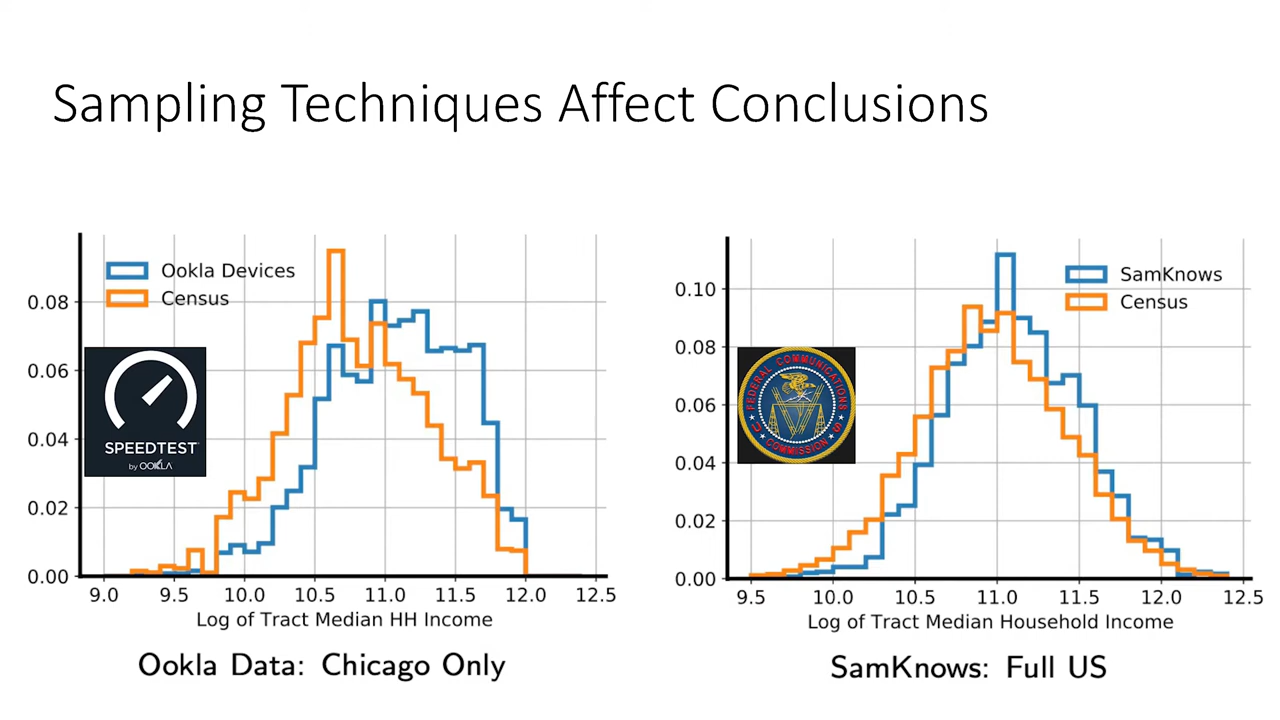 Sampling Techniques Affect Conclusions
Ookla Devices
Census
0.08
0.06
0.04
0.02
0.00
SPEEDTEST
by OOKLA
9.0 9.5 10.0 10.5 11.0 11.5 12.0 12.5
Log of Tract Median HH Income
Ookla Data: Chicago Only
SamKnows
Census
0.10
0.08
0.06
0.04
0.02
0.00
FEDERAL COMMUNICATIONS
COMMISSION
9.5 10.0 10.5 11.0 11.5 12.0 12.5
Log of Tract Median Household Income
SamKnows: Full US